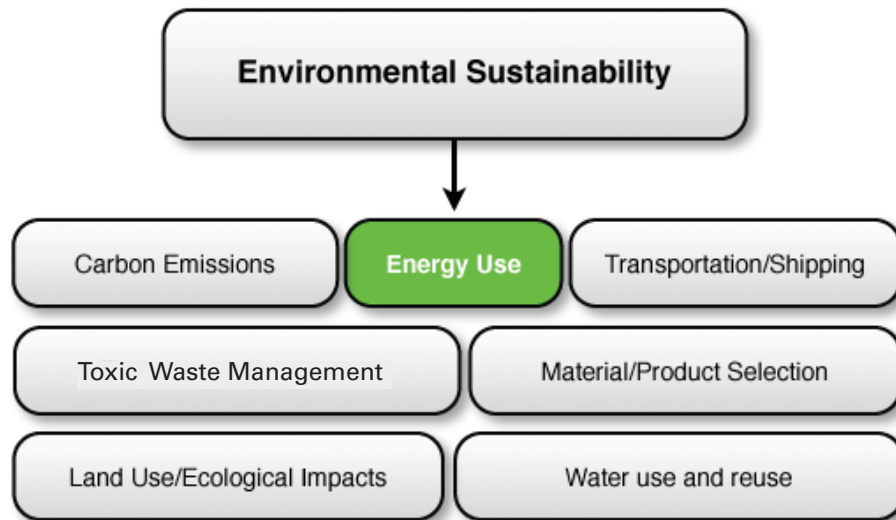 Environmental Sustainability
Carbon Emissions
Energy Use
Transportation/Shipping
Toxic Waste Management
Material/Product Selection
Land Use/Ecological Impacts
Water use and reuse